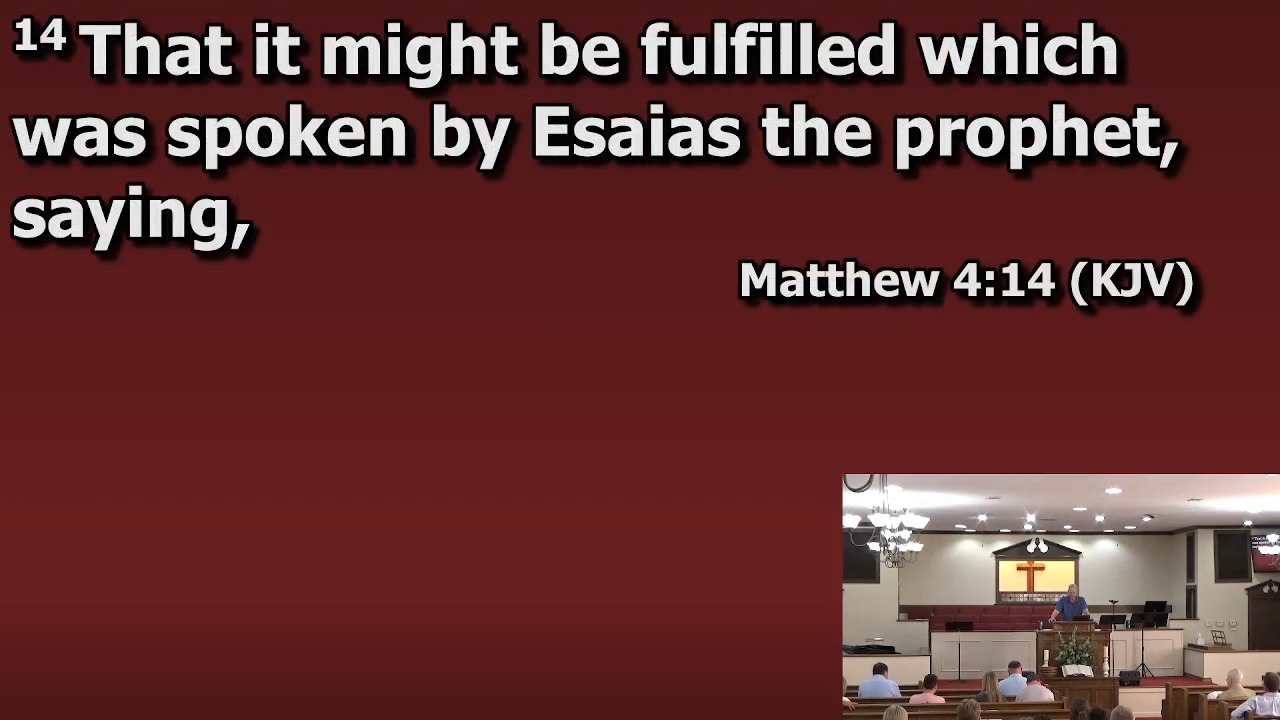 14 That it might be fulfilled which
was spoken by Esaias the prophet,
saying,
Matthew 4:14 (KJV)